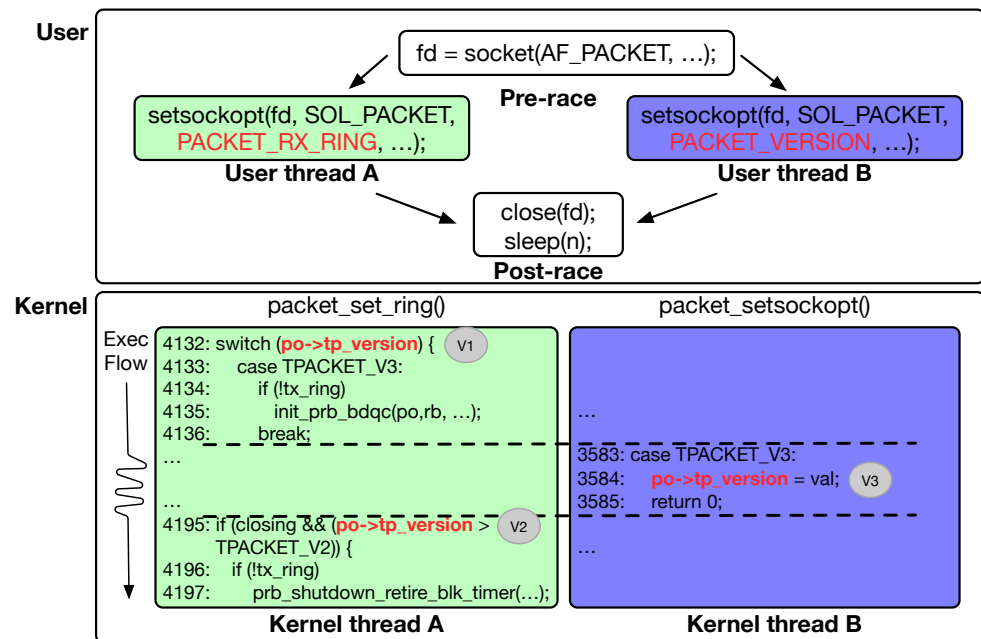 User
fd = socket(AF_PACKET, …);
Pre-race
setsockopt(fd, SOL_PACKET,
PACKET_RX_RING, …);
User thread A
setsockopt(fd, SOL_PACKET,
PACKET_VERSION, …);
User thread B
close(fd);
sleep(n);
Post-race
Kernel
packet_set_ring()
packet_setsockopt()
Exec
Flow
4132: switch (po->tp_version) { V1
4133: case TPACKET_V3:
4134: if (!tx_ring)
4135: init_prb_bdqc(po,rb, …);
4136: break;
…
…
4195: if (closing && (po->tp_version > V2
TPACKET_V2)) {
4196: if (!tx_ring)
4197: prb_shutdown_retire_blk_timer(…);
Kernel thread A
…
3583: case TPACKET_V3:
3584: po->tp_version = val; V3
3585: return 0;
…
Kernel thread B